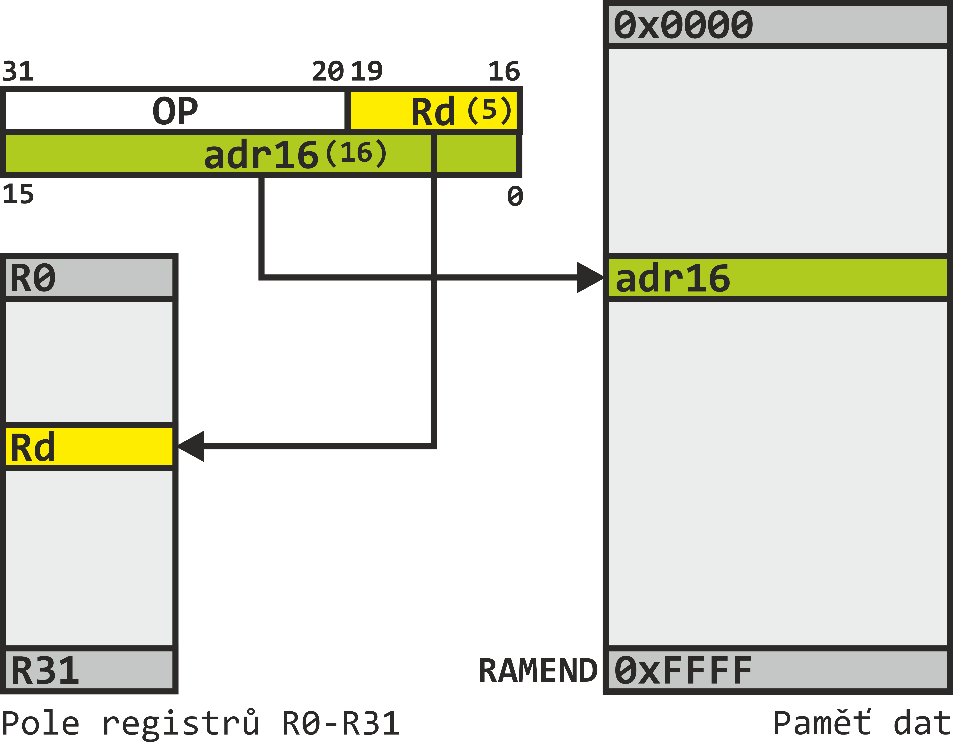 0x0000
31 20 19 16
OP Rd (5)
adr16 (16)
15 0
R0
adr16
Rd
R31
RAMEND 0xFFFF
Pole registrů R0-R31
Paměť dat